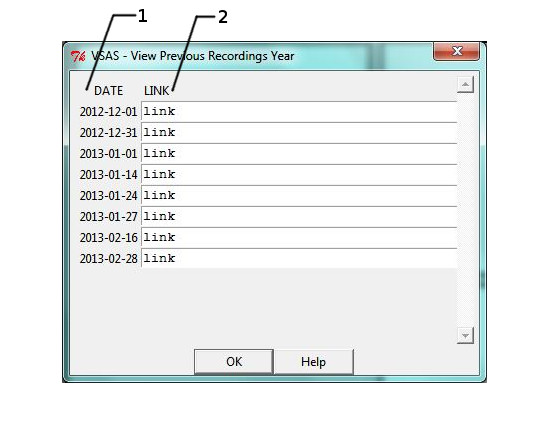 1 2
VSAS - View Previous Recordings Year
DATE LINK
2012-12-01 link
2012-12-31 link
2013-01-01 link
2013-01-14 link
2013-01-24 link
2013-01-27 link
2013-02-16 link
2013-02-28 link
OK Help